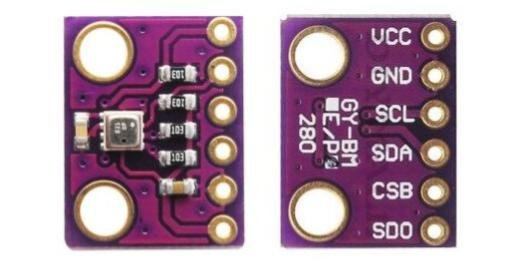 103
103
103
103
VCC
GND
SCL
SDA
CSB
SDO
GY-BM
E/P
280